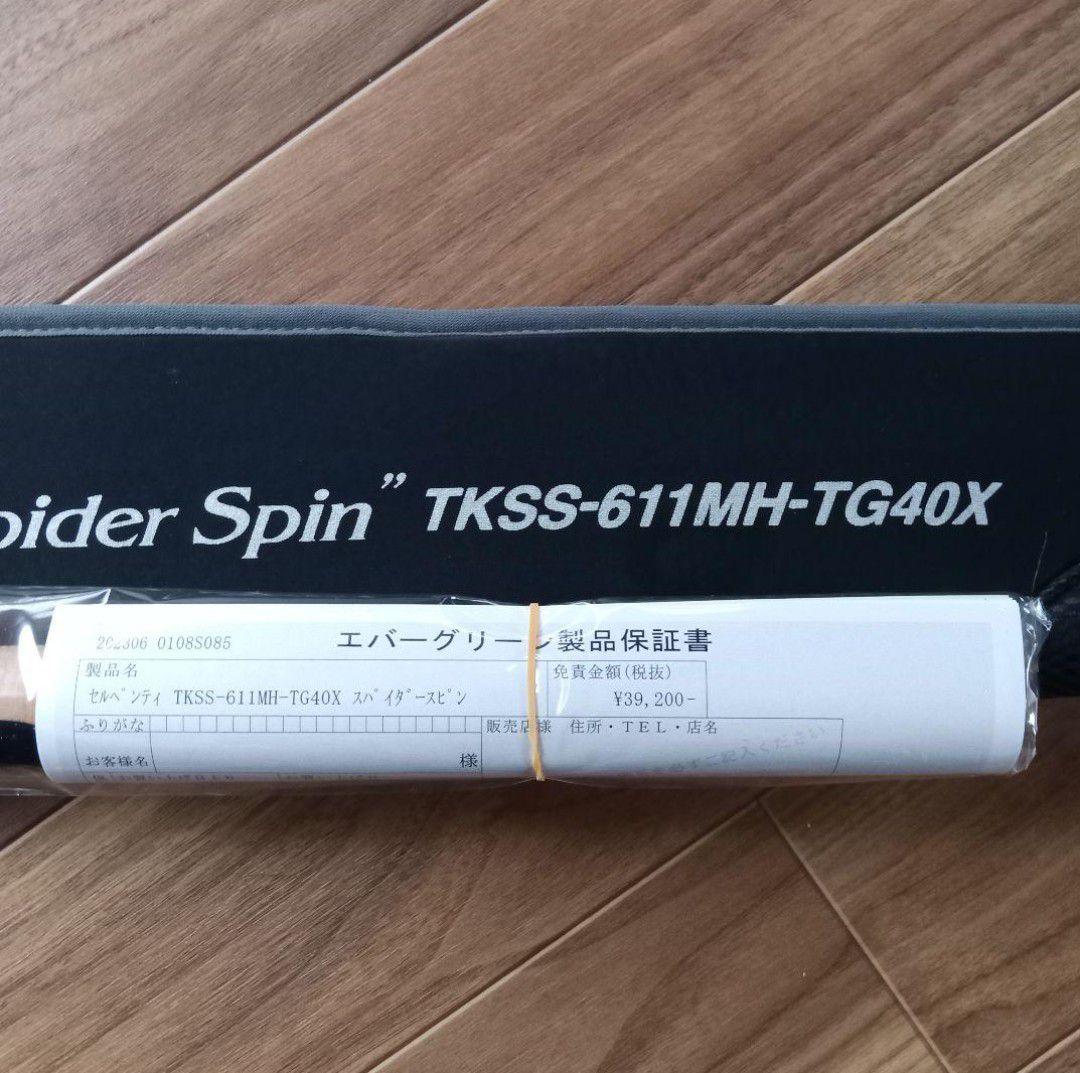 pider Spin” TKSS-611MH-TG40X
202306 0108S085 エバーグリーン製品保証書
製品名 免責金額(税抜)
ｾﾙﾍﾟﾝﾃｨ TKSS-611MH-TG40X ｽﾊﾟｲﾀﾞｰｽﾋﾟﾝ ¥39,200-
ふりがな 販売店様 住所・TEL・店名
お客様名 様